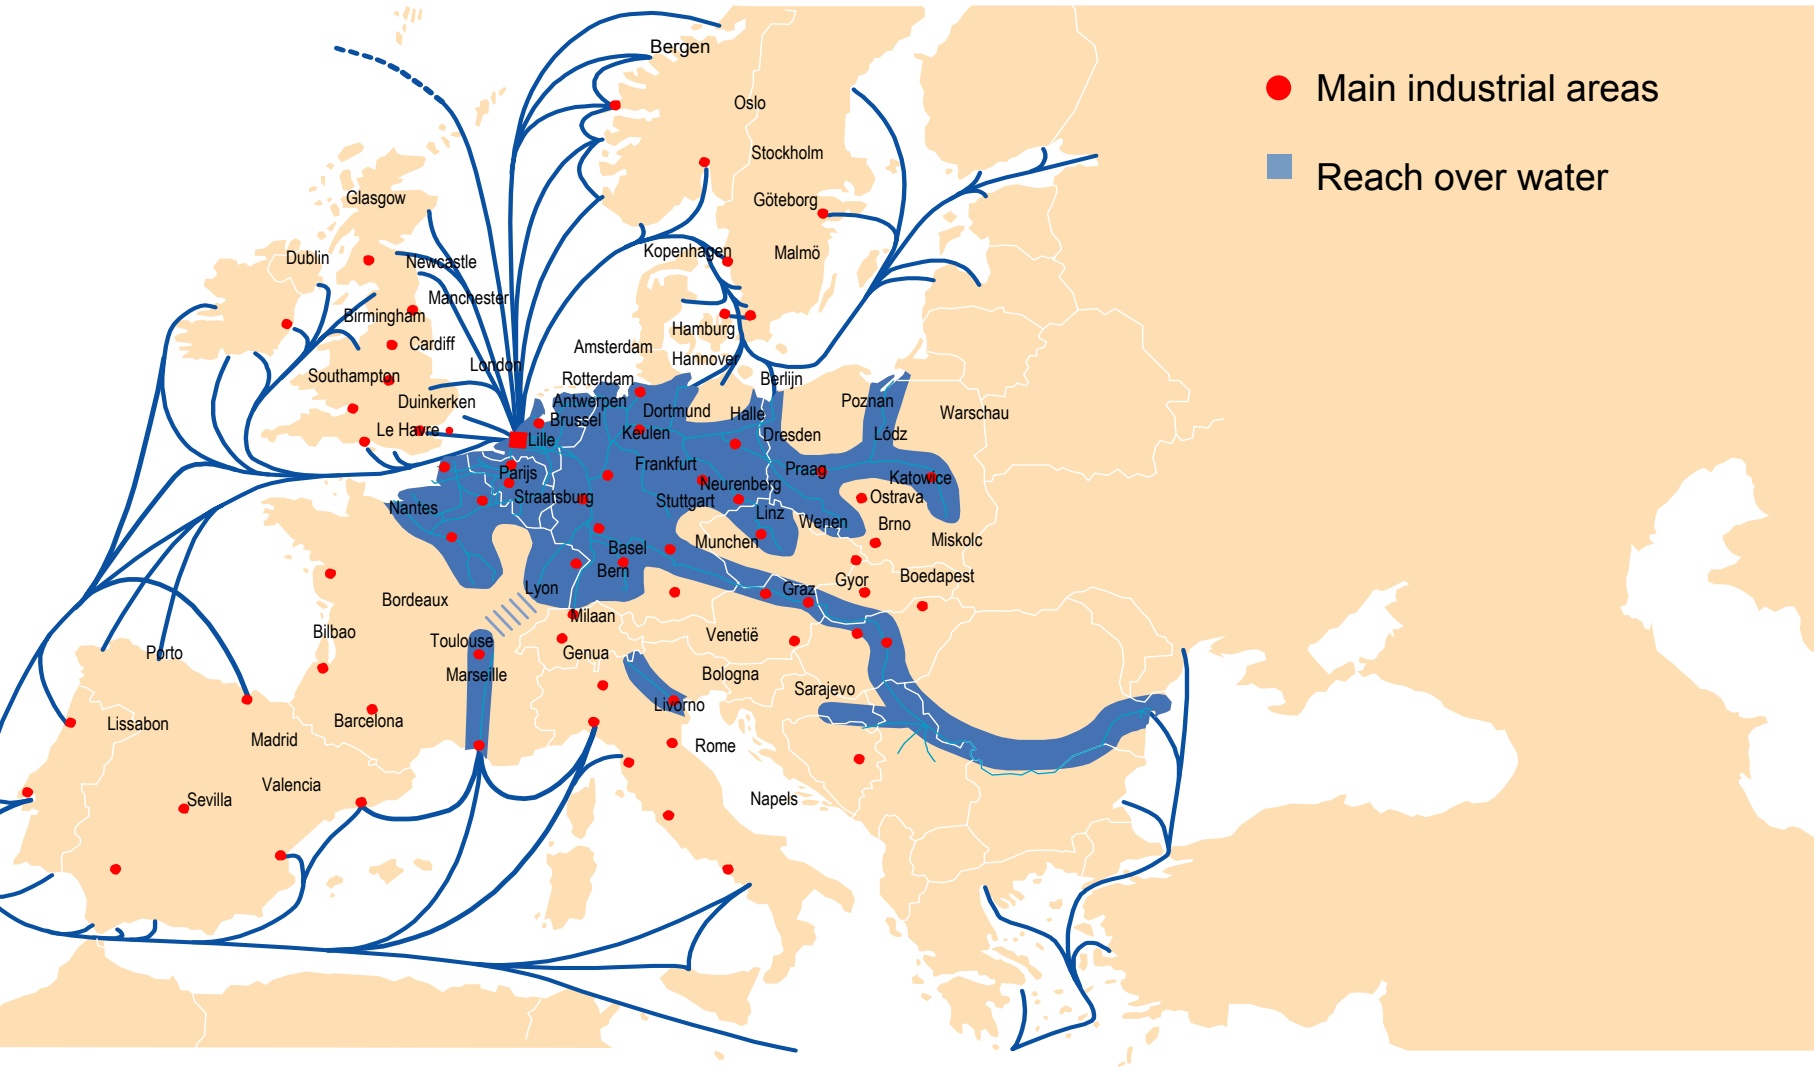 Bergen
Main industrial areas
Oslo
Stockholm
Reach over water
Glasgow
Göteborg
Dublin
Newcastle
Kopenhagen
Malmö
Manchester
Birmingham
Hamburg
Cardiff
Amsterdam
Hannover
London
Southampton
Rotterdam
Berlijn
Duinkerken
Antwerpen
Dortmund
Halle
Poznan
Warschau
Brussel
Le Havre
Lille
Keulen
Dresden
Lódz
Parijs
Frankfurt
Praag
Katowice
Neurenberg
Straatsburg
Stuttgart
Ostrava
Nantes
Linz
Wenen
Brno
Munchen
Miskolc
Basel
Bern
Lyon
Graz
Gyor
Boedapest
Bordeaux
Milaan
Bilbao
Toulouse
Venetië
Porto
Genua
Marseille
Bologna
Sarajevo
Livorno
Lissabon
Barcelona
Madrid
Rome
Valencia
Sevilla
Napels